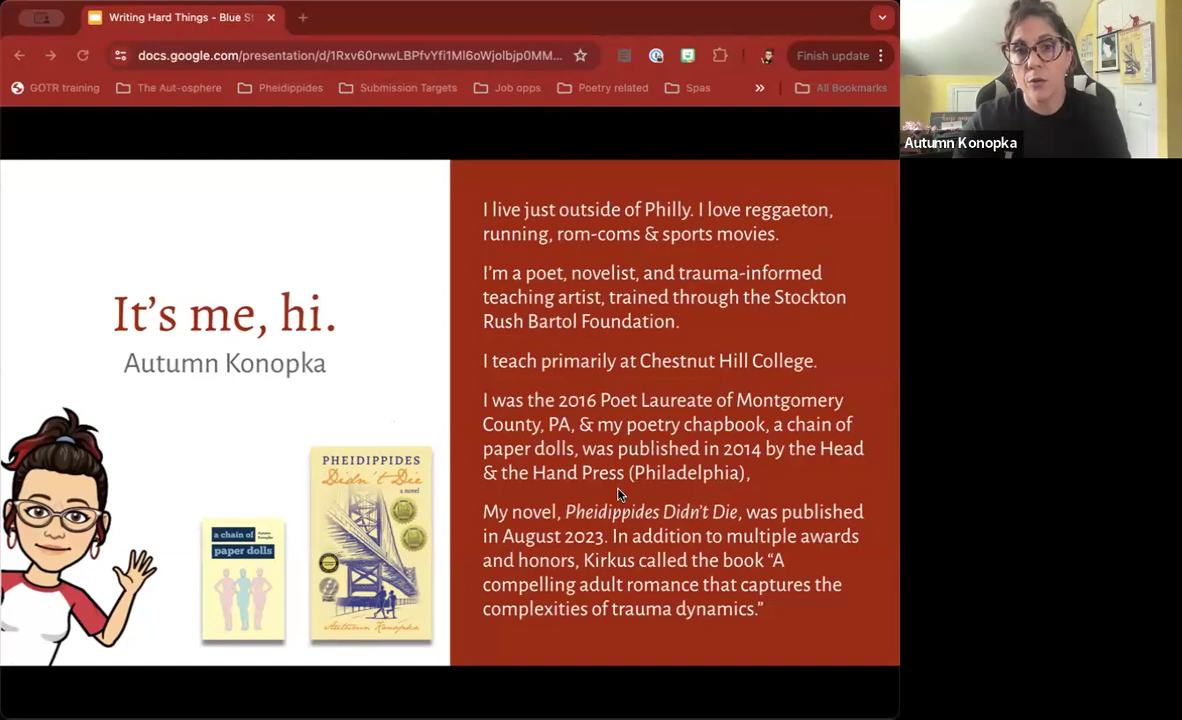 Writing Hard Things - Blue St
docs.google.com/presentation/d/1Rxv60rwwLBPfvYfi1Ml6oWjolbjp0MM...
Finish update
GOTR training
The Aut-osphere
Pheidippides
Submission Targets
Job opps
Poetry related
Spas
»
All Bookmarks
Autumn Konopka
It's me, hi.
Autumn Konopka
a chain of
paper dolls
Autumn
Konopka
PHEIDIPPIDES
Didn't Die
a novel
Autumn Konopka
I live just outside of Philly. I love reggaeton,
running, rom-coms & sports movies.
I'm a poet, novelist, and trauma-informed
teaching artist, trained through the Stockton
Rush Bartol Foundation.
I teach primarily at Chestnut Hill College.
I was the 2016 Poet Laureate of Montgomery
County, PA, & my poetry chapbook, a chain of
paper dolls, was published in 2014 by the Head
& the Hand Press (Philadelphia),
My novel, Pheidippides Didn't Die, was published
in August 2023. In addition to multiple awards
and honors, Kirkus called the book “A
compelling adult romance that captures the
complexities of trauma dynamics.”